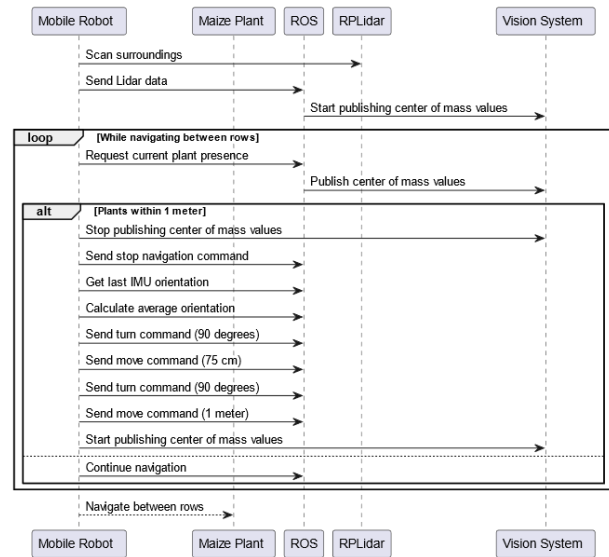 Mobile Robot Maize Plant ROS RPLidar Vision System
Scan surroundings
Send Lidar data
Start publishing center of mass values
loop [While navigating between rows]
Request current plant presence
Publish center of mass values
alt [Plants within 1 meter]
Stop publishing center of mass values
Send stop navigation command
Get last IMU orientation
Calculate average orientation
Send turn command (90 degrees)
Send move command (75 cm)
Send turn command (90 degrees)
Send move command (1 meter)
Start publishing center of mass values
Continue navigation
Navigate between rows
Mobile Robot Maize Plant ROS RPLidar Vision System